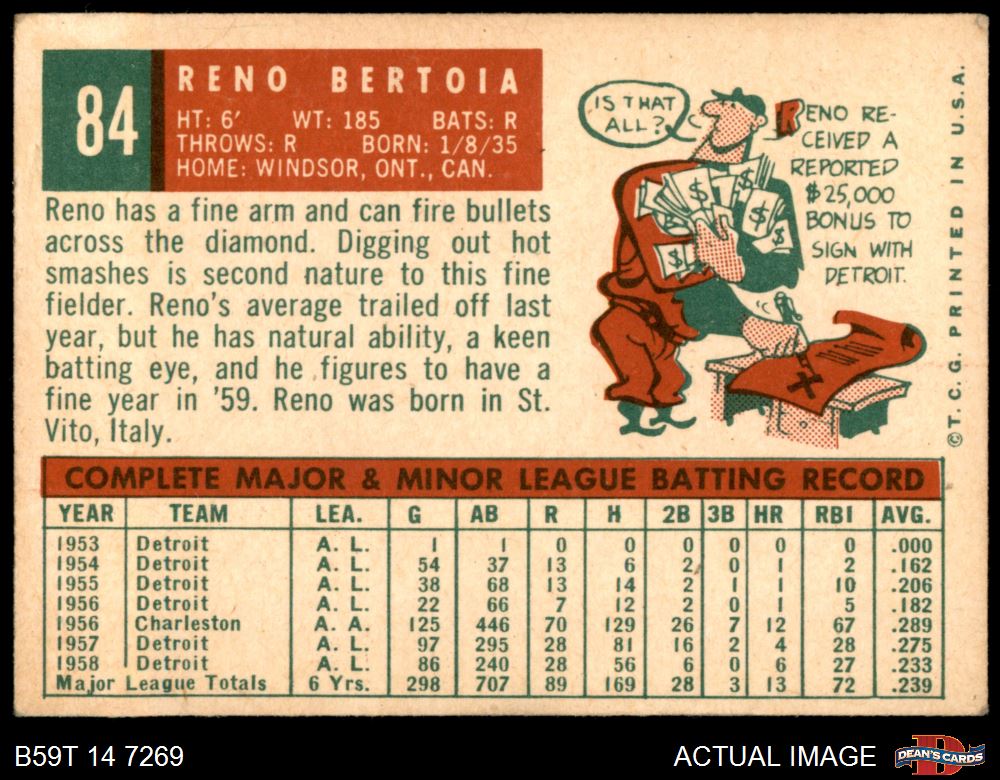 84
RENO BERTOIA
HT: 6' WT: 185 BATS: R
THROWS: R BORN: 1/8/35
HOME: WINDSOR, ONT., CAN.
Reno has a fine arm and can fire bullets
across the diamond. Digging out hot
smashes is second nature to this fine
fielder. Reno's average trailed off last
year, but he has natural ability, a keen
batting eye, and he figures to have a
fine year in '59. Reno was born in St.
Vito, Italy.
IS THAT
ALL?
RENO RE-
CEIVED A
REPORTED
$25,000
BONUS TO
SIGN WITH
DETROIT.
$ $ $ $ $
X
©T. C. G. PRINTED IN U.S.A.
COMPLETE MAJOR & MINOR LEAGUE BATTING RECORD
YEAR TEAM LEA. G AB R H 2B 3B HR RBI AVG.
1953 Detroit A. L. 1 1 0 0 0 0 0 0 .000
1954 Detroit A. L. 54 37 13 6 2 0 1 2 .162
1955 Detroit A. L. 38 68 13 14 2 1 1 10 .206
1956 Detroit A. L. 22 66 7 12 2 0 1 5 .182
1956 Charleston A. A. 125 446 70 129 26 7 12 67 .289
1957 Detroit A. L. 97 295 28 81 16 2 4 28 .275
1958 Detroit A. L. 86 240 28 56 6 0 6 27 .233
Major League Totals 6 Yrs. 298 707 89 169 28 3 13 72 .239
B59T 14 7269
ACTUAL IMAGE
D
DEAN'S CARDS